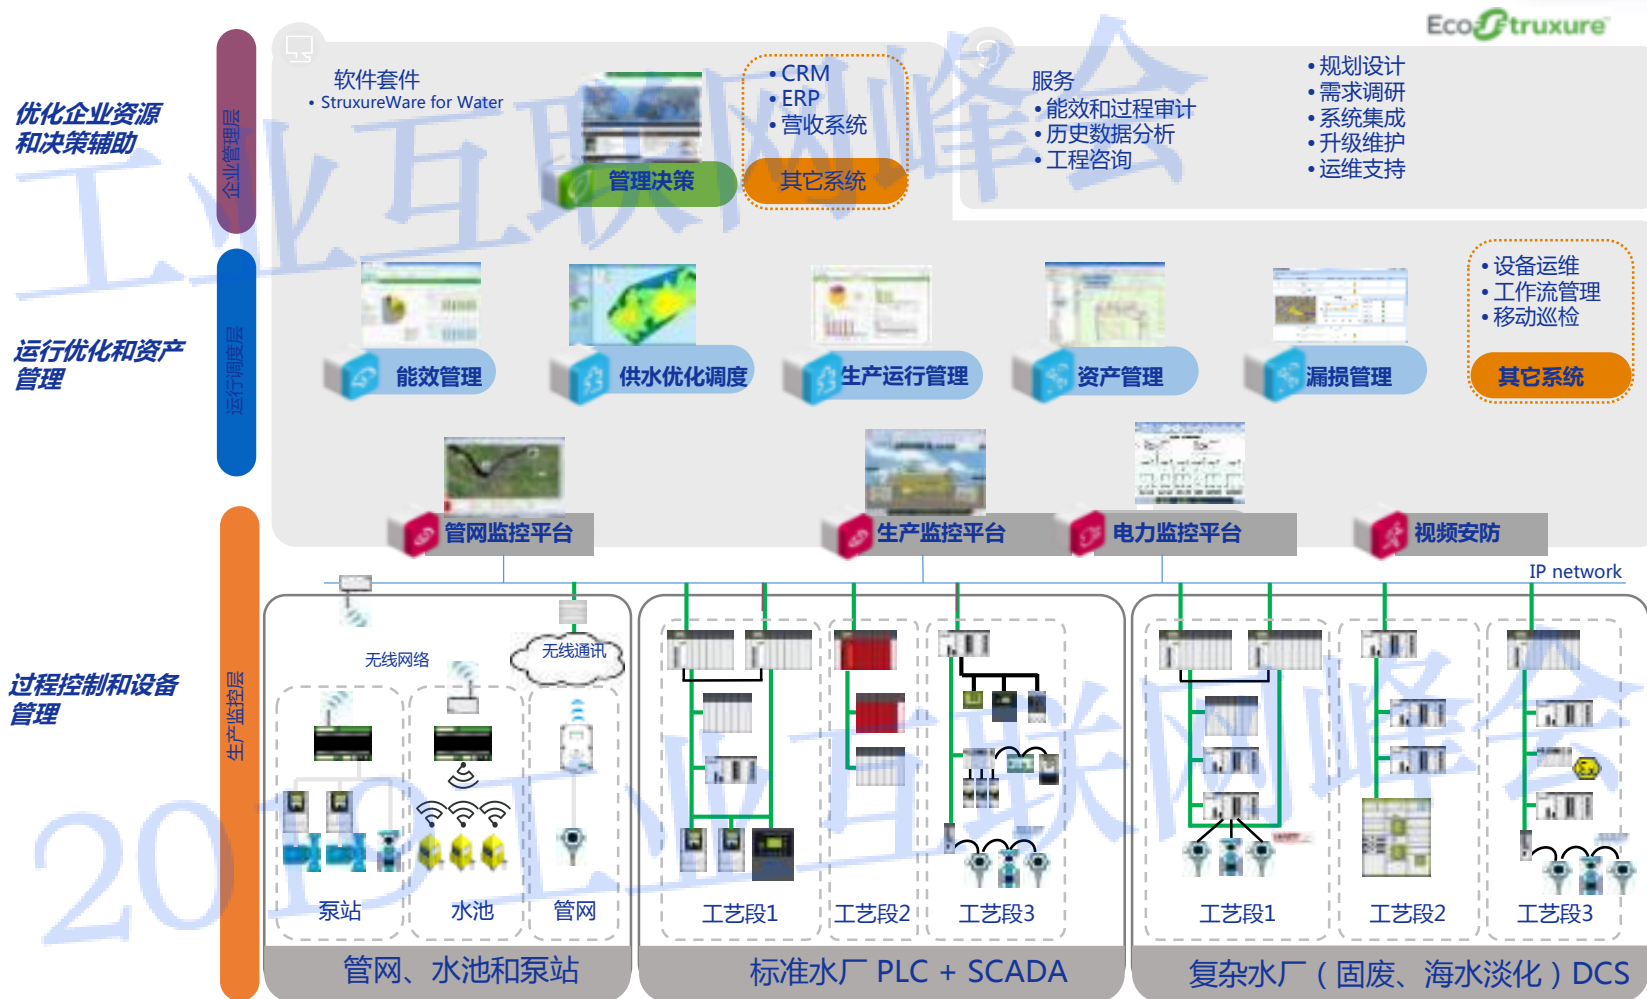 EcoStruxure
优化企业资源
和决策辅助
企业管理层
软件套件
• StruxureWare for Water
管理决策
• CRM
• ERP
• 营收系统
其它系统
服务
• 能效和过程审计
• 历史数据分析
• 工程咨询
• 规划设计
• 需求调研
• 系统集成
• 升级维护
• 运维支持
工业互联网峰会
运行优化和资产
管理
运行调度层
能效管理
供水优化调度
生产运行管理
资产管理
漏损管理
• 设备运维
• 工作流管理
• 移动巡检
其它系统
管网监控平台
生产监控平台
电力监控平台
视频安防
IP network
过程控制和设备
管理
生产监控层
无线网络
无线通讯
Ex
泵站
水池
管网
工艺段1
工艺段2
工艺段3
工艺段1
工艺段2
工艺段3
管网、水池和泵站
标准水厂 PLC + SCADA
复杂水厂（固废、海水淡化）DCS
2019工业互联网峰会